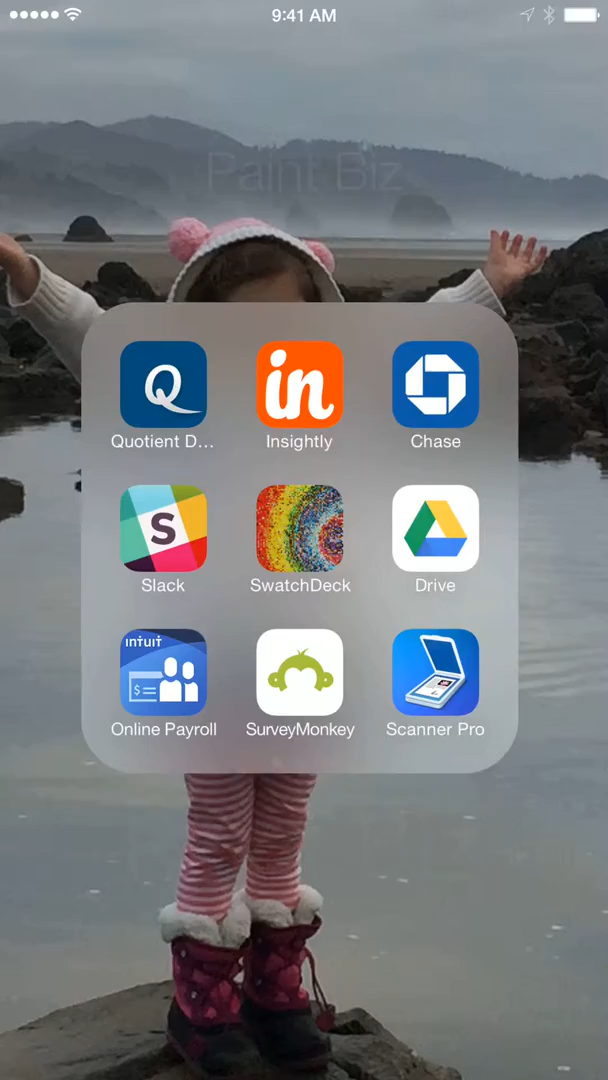 9:41 AM
Paint Biz
Q
in
Quotient D...
Insightly
Chase
S
Slack
SwatchDeck
Drive
INTUIT
$
Online Payroll
SurveyMonkey
Scanner Pro